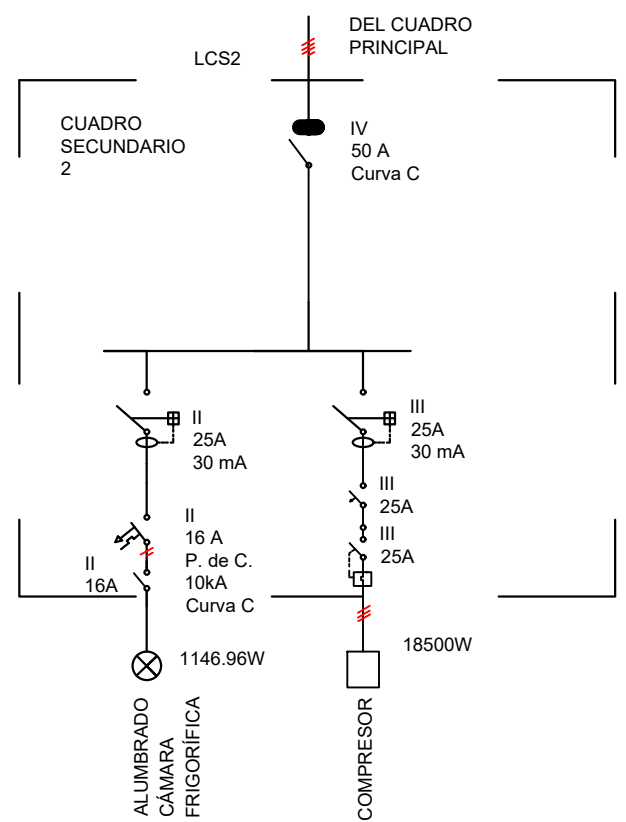 DEL CUADRO
PRINCIPAL
LCS2
CUADRO
SECUNDARIO
2
IV
50 A
Curva C
II
25A
30 mA
III
25A
30 mA
III
25A
II
16 A
P. de C.
10kA
Curva C
II
16A
III
25A
1146.96W
18500W
ALUMBRADO
CÁMARA
FRIGORÍFICA
COMPRESOR